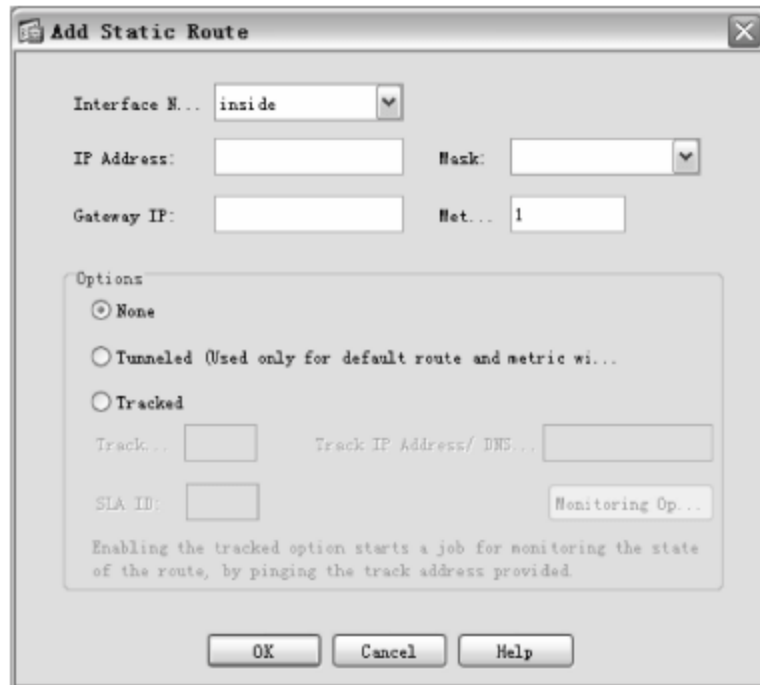 Add Static Route
Interface N... inside
IP Address: Mask:
Gateway IP: Met... 1
Options
None
Tunneled (Used only for default route and metric wi...
Tracked
Track... Track IP Address/ DNS...
SLA ID: Monitoring Op...
Enabling the tracked option starts a job for monitoring the state
of the route, by pinging the track address provided.
OK Cancel Help